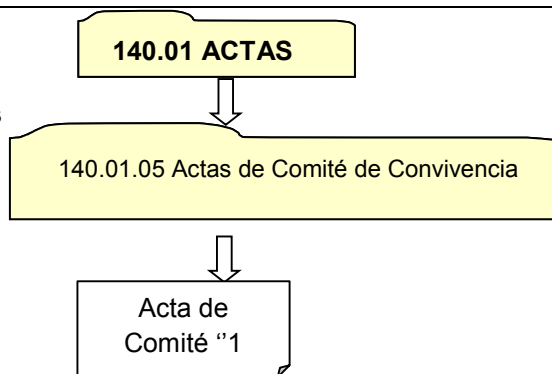 140.01 ACTAS
140.01.05 Actas de Comité de Convivencia
Acta de
Comité ‘’1